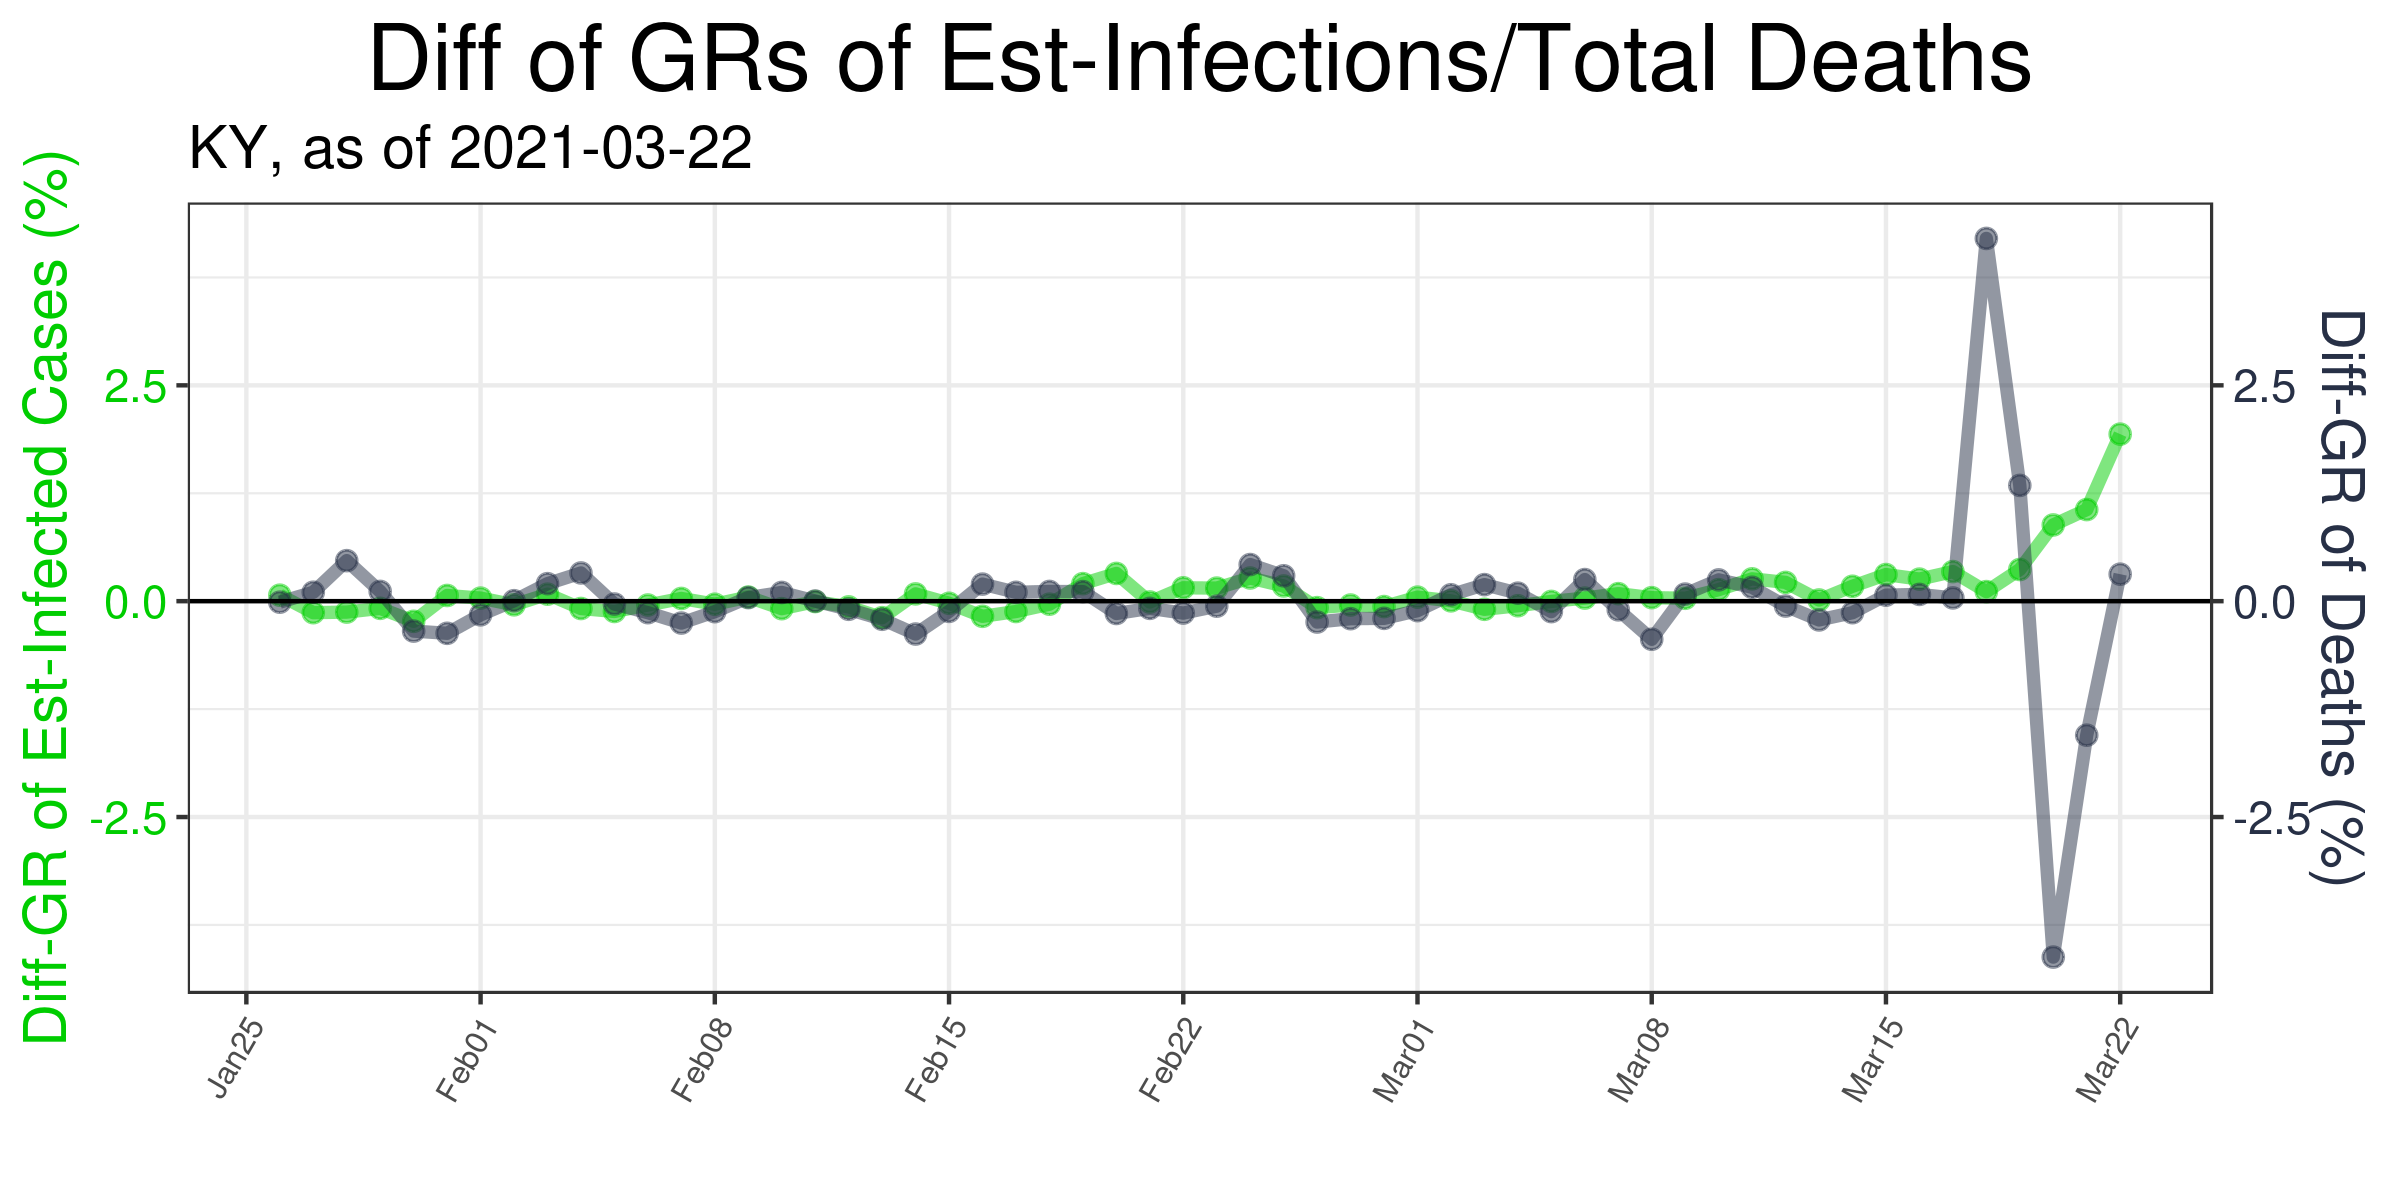 Diff of GRs of Est-Infections/Total Deaths
KY, as of 2021-03-22
Diff-GR of Est-Infected Cases (%)
2.5
0.0
-2.5
2.5
0.0
-2.5
Diff-GR of Deaths (%)
Jan25
Feb01
Feb08
Feb15
Feb22
Mar01
Mar08
Mar15
Mar22